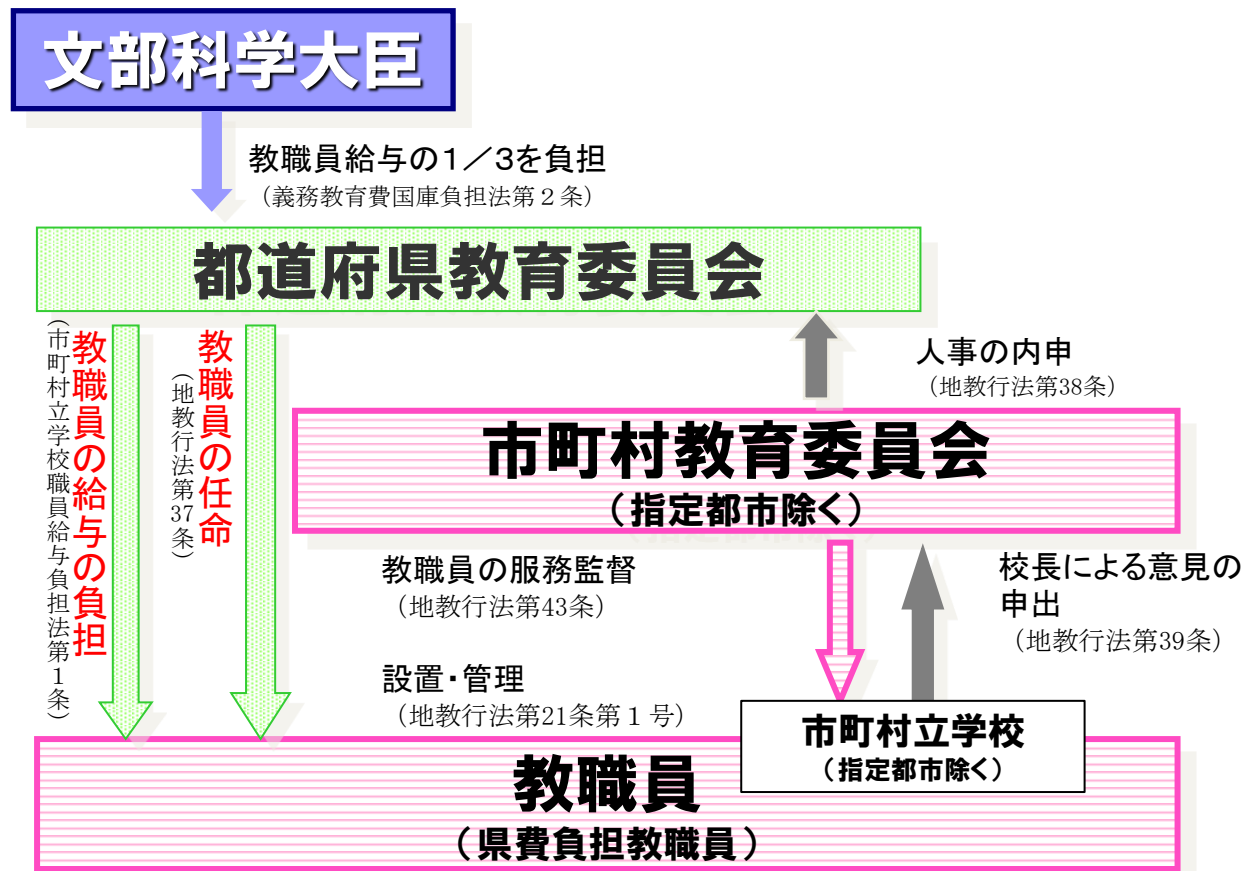 文部科学大臣
教職員給与の1／3を負担
（義務教育費国庫負担法第２条）
都道府県教育委員会
教職員の給与の負担
（市町村立学校職員給与負担法第１条）
教職員の任命
（地教行法第37条）
人事の内申
（地教行法第38条）
市町村教育委員会
（指定都市除く）
教職員の服務監督
（地教行法第43条）
設置・管理
（地教行法第21条第１号）
校長による意見の
申出
（地教行法第39条）
市町村立学校
（指定都市除く）
教職員
（県費負担教職員）